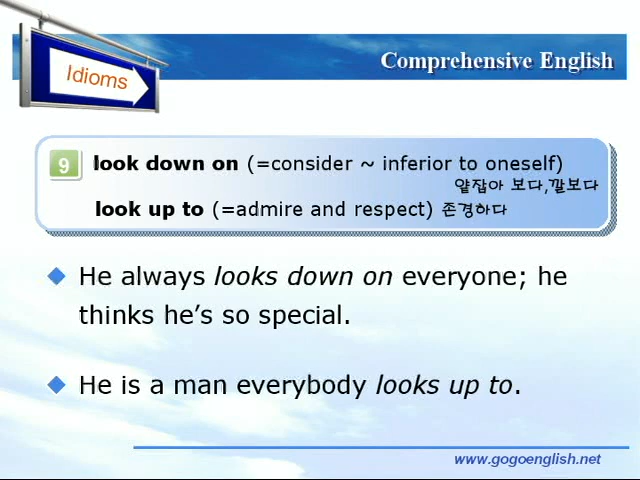 Idioms
Comprehensive English
9 look down on (=consider ~ inferior to oneself)
얕잡아 보다,깔보다
look up to (=admire and respect) 존경하다
He always looks down on everyone; he
thinks he's so special.
He is a man everybody looks up to.
www.gogoenglish.net